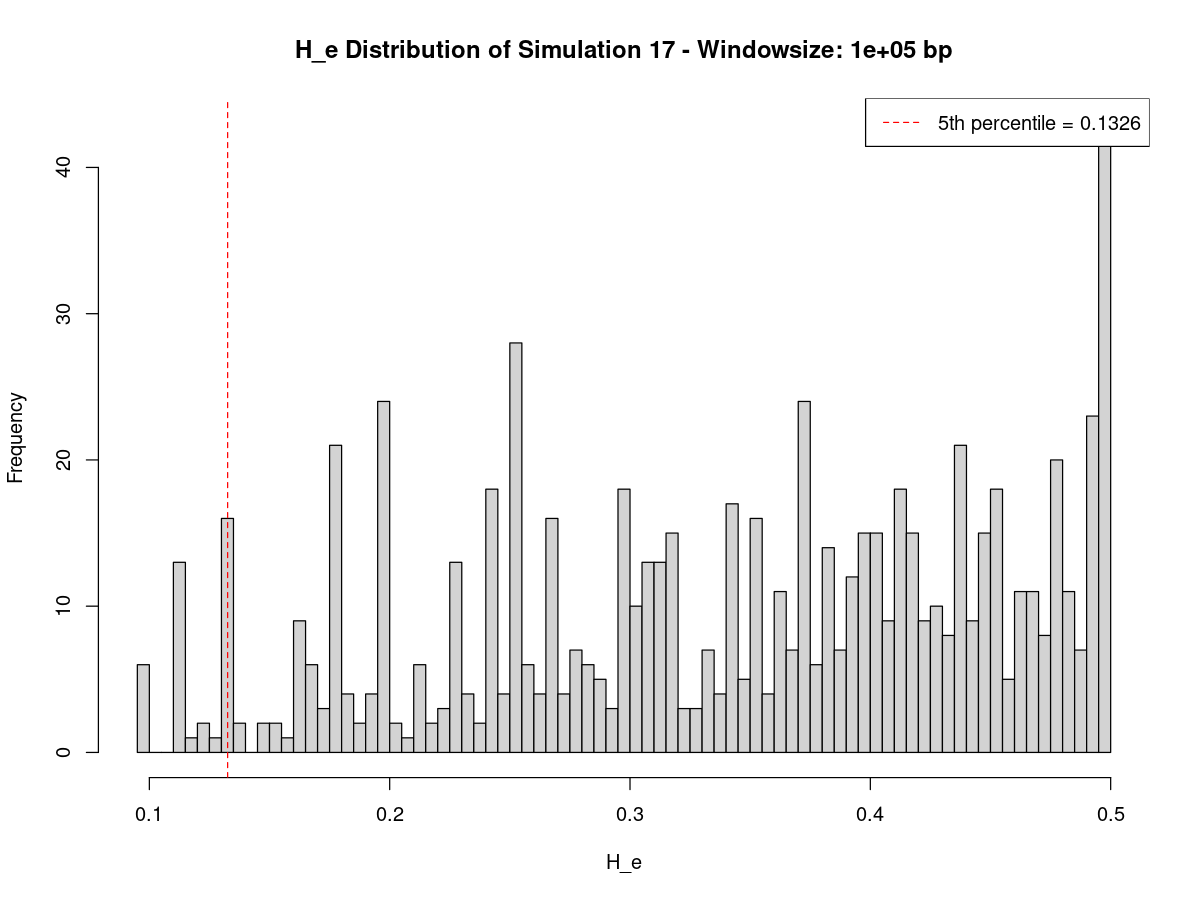 H_e Distribution of Simulation 17 - Windowsize: 1e+05 bp
5th percentile = 0.1326
Frequency
40
30
20
10
0
0.1 0.2 0.3 0.4 0.5
H_e